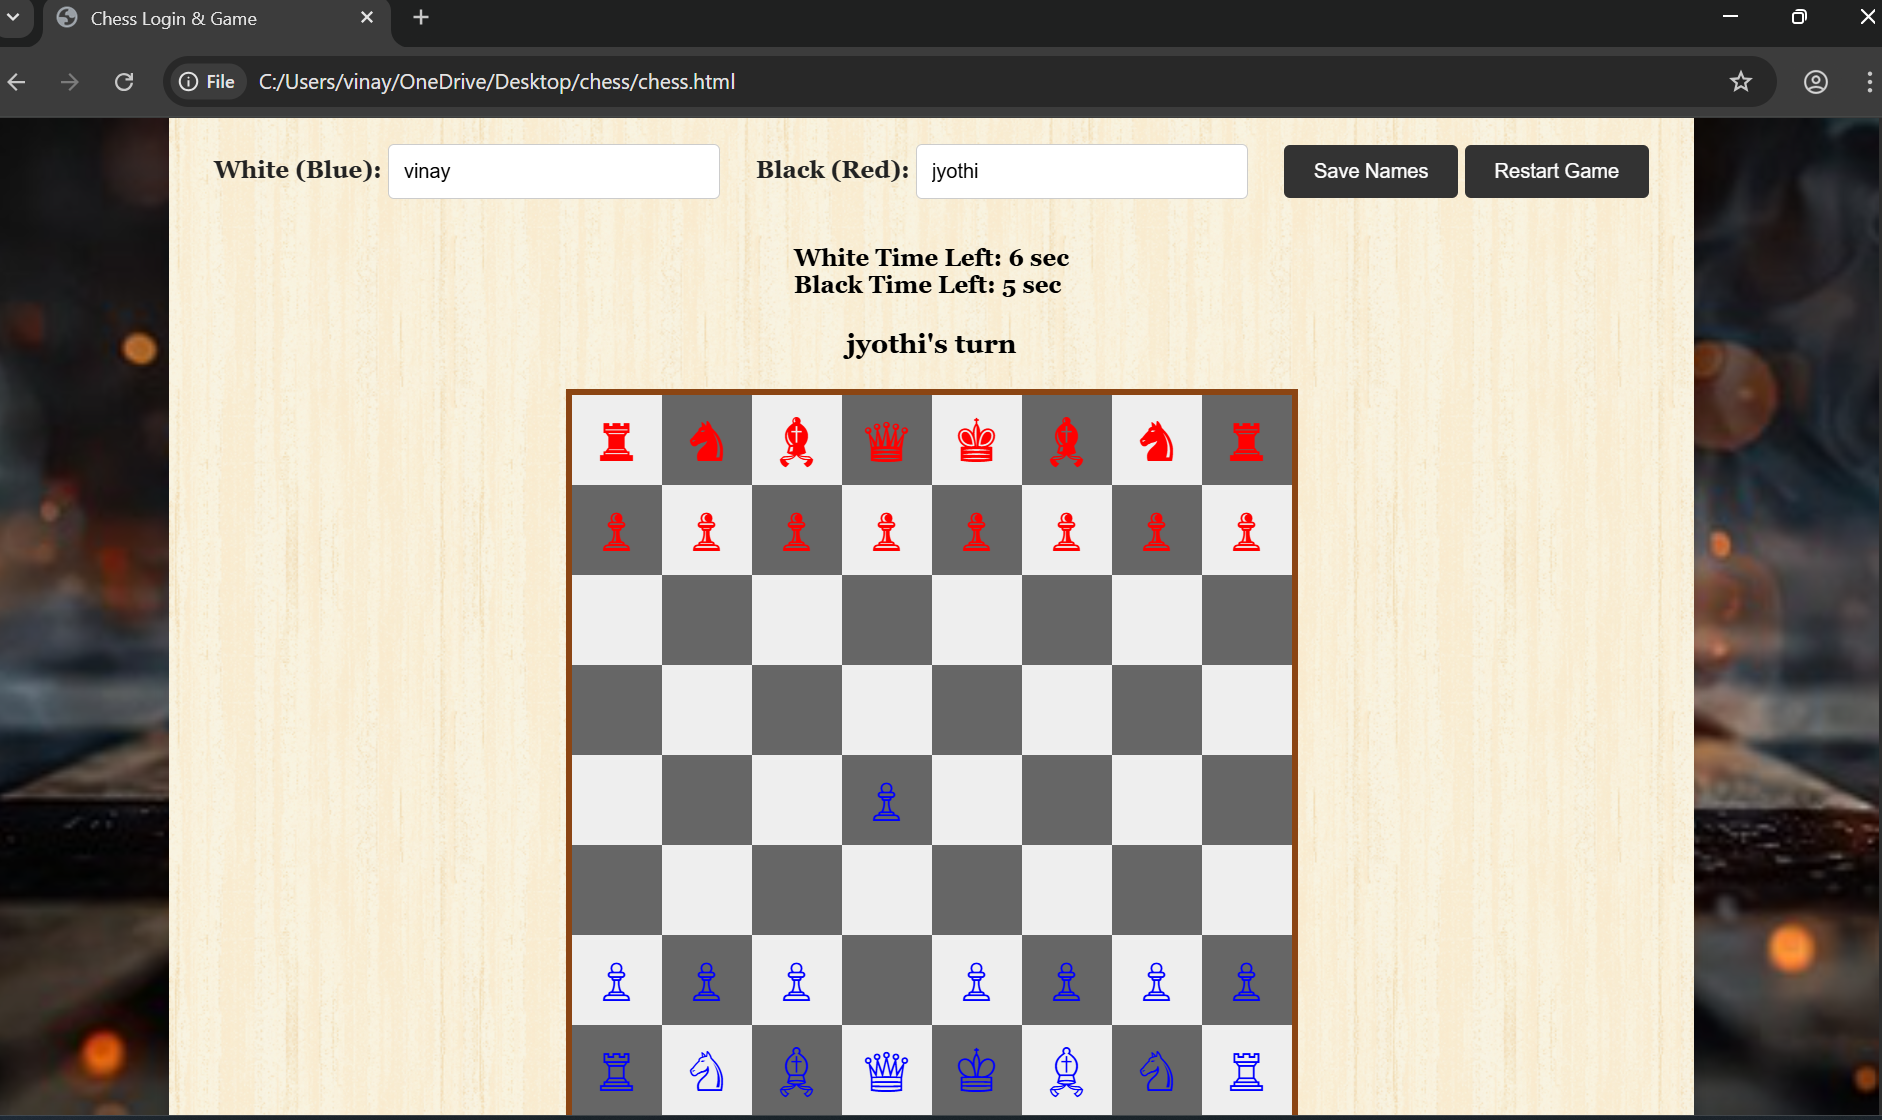 Chess Login & Game
File C:/Users/vinay/OneDrive/Desktop/chess/chess.html
White (Blue): vinay Black (Red): jyothi Save Names Restart Game
White Time Left: 6 sec
Black Time Left: 5 sec
jyothi's turn